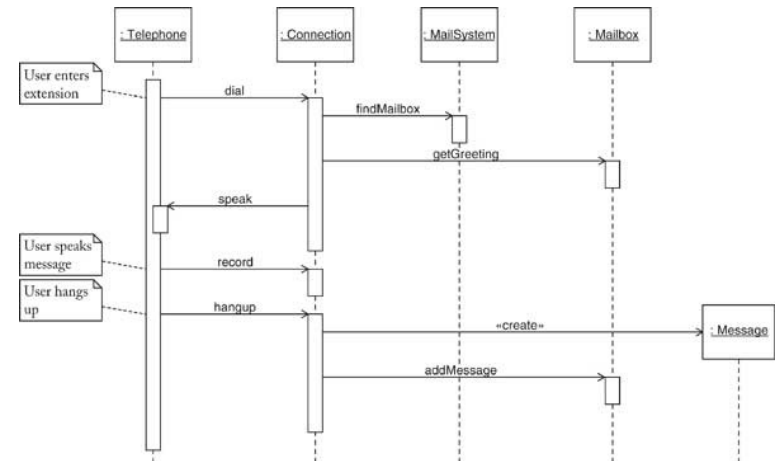 : Telephone
: Connection
: MailSystem
: Mailbox
User enters
extension
dial
findMailbox
getGreeting
speak
User speaks
message
record
User hangs
up
hangup
«create»
: Message
addMessage